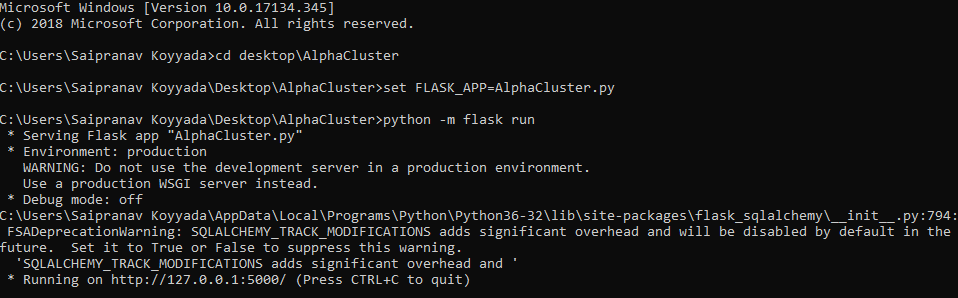 Microsoft Windows [Version 10.0.17134.345]
(c) 2018 Microsoft Corporation. All rights reserved.
C:\Users\Saipranav Koyyada>cd desktop\AlphaCluster
C:\Users\Saipranav Koyyada\Desktop\AlphaCluster>set FLASK_APP=AlphaCluster.py
C:\Users\Saipranav Koyyada\Desktop\AlphaCluster>python -m flask run
 * Serving Flask app "AlphaCluster.py"
 * Environment: production
   WARNING: Do not use the development server in a production environment.
   Use a production WSGI server instead.
 * Debug mode: off
C:\Users\Saipranav Koyyada\AppData\Local\Programs\Python\Python36-32\lib\site-packages\flask_sqlalchemy\__init__.py:794:
 FSADeprecationWarning: SQLALCHEMY_TRACK_MODIFICATIONS adds significant overhead and will be disabled by default in the
future.  Set it to True or False to suppress this warning.
  'SQLALCHEMY_TRACK_MODIFICATIONS adds significant overhead and '
 * Running on http://127.0.0.1:5000/ (Press CTRL+C to quit)